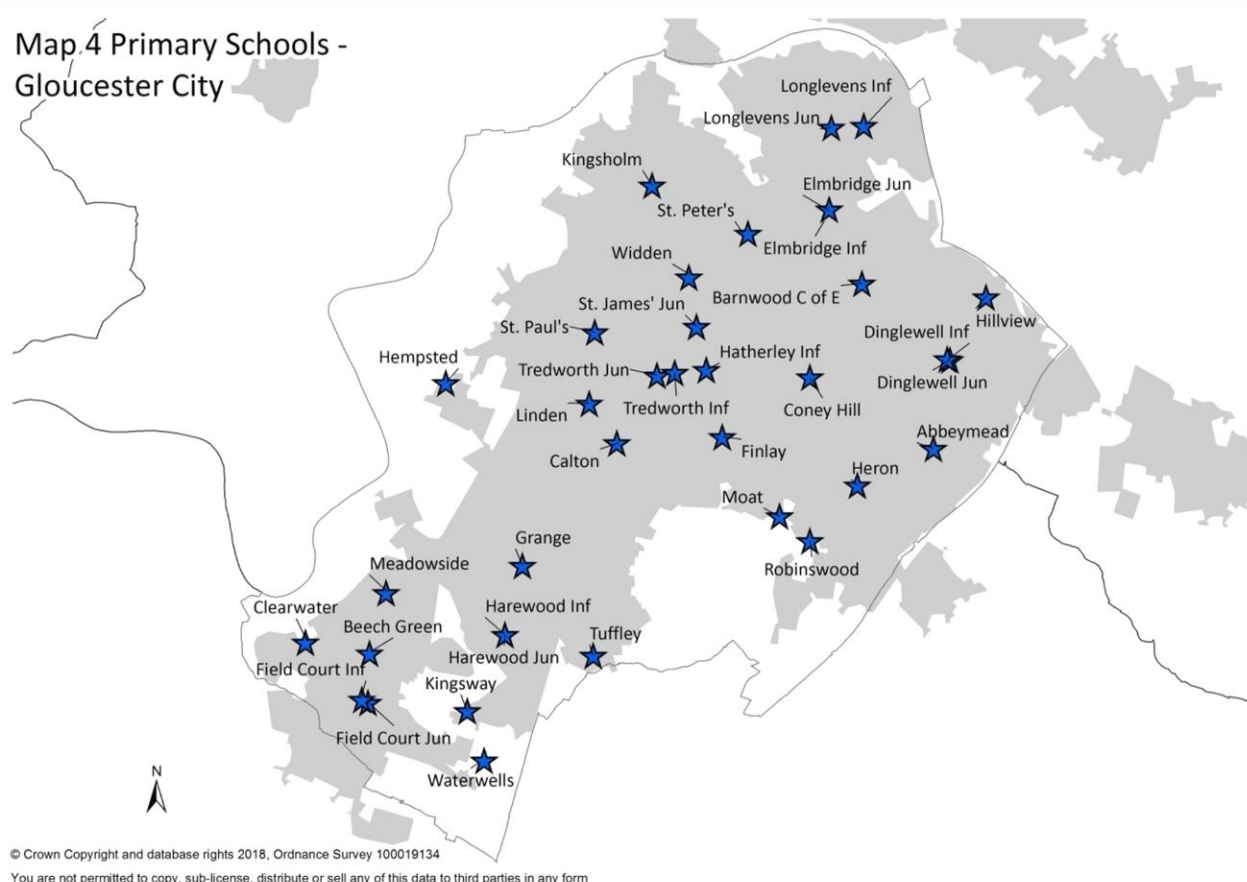 Map 4 Primary Schools -
Gloucester City
Longlevens Inf
Longlevens Jun
Kingsholm
Elmbridge Jun
St. Peter's
Elmbridge Inf
Widden
Barnwood C of E
St. James' Jun
Hillview
St. Paul's
Dinglewell Inf
Hatherley Inf
Hempsted
Tredworth Jun
Dinglewell Jun
Tredworth Inf
Coney Hill
Linden
Abbeymead
Finlay
Calton
Heron
Moat
Grange
Meadowside
Robinswood
Clearwater
Harewood Inf
Beech Green
Tuffley
Harewood Jun
Field Court Inf
Kingsway
Field Court Jun
Waterwells
N
© Crown Copyright and database rights 2018, Ordnance Survey 100019134
You are not permitted to copy, sub-license, distribute or sell any of this data to third parties in any form